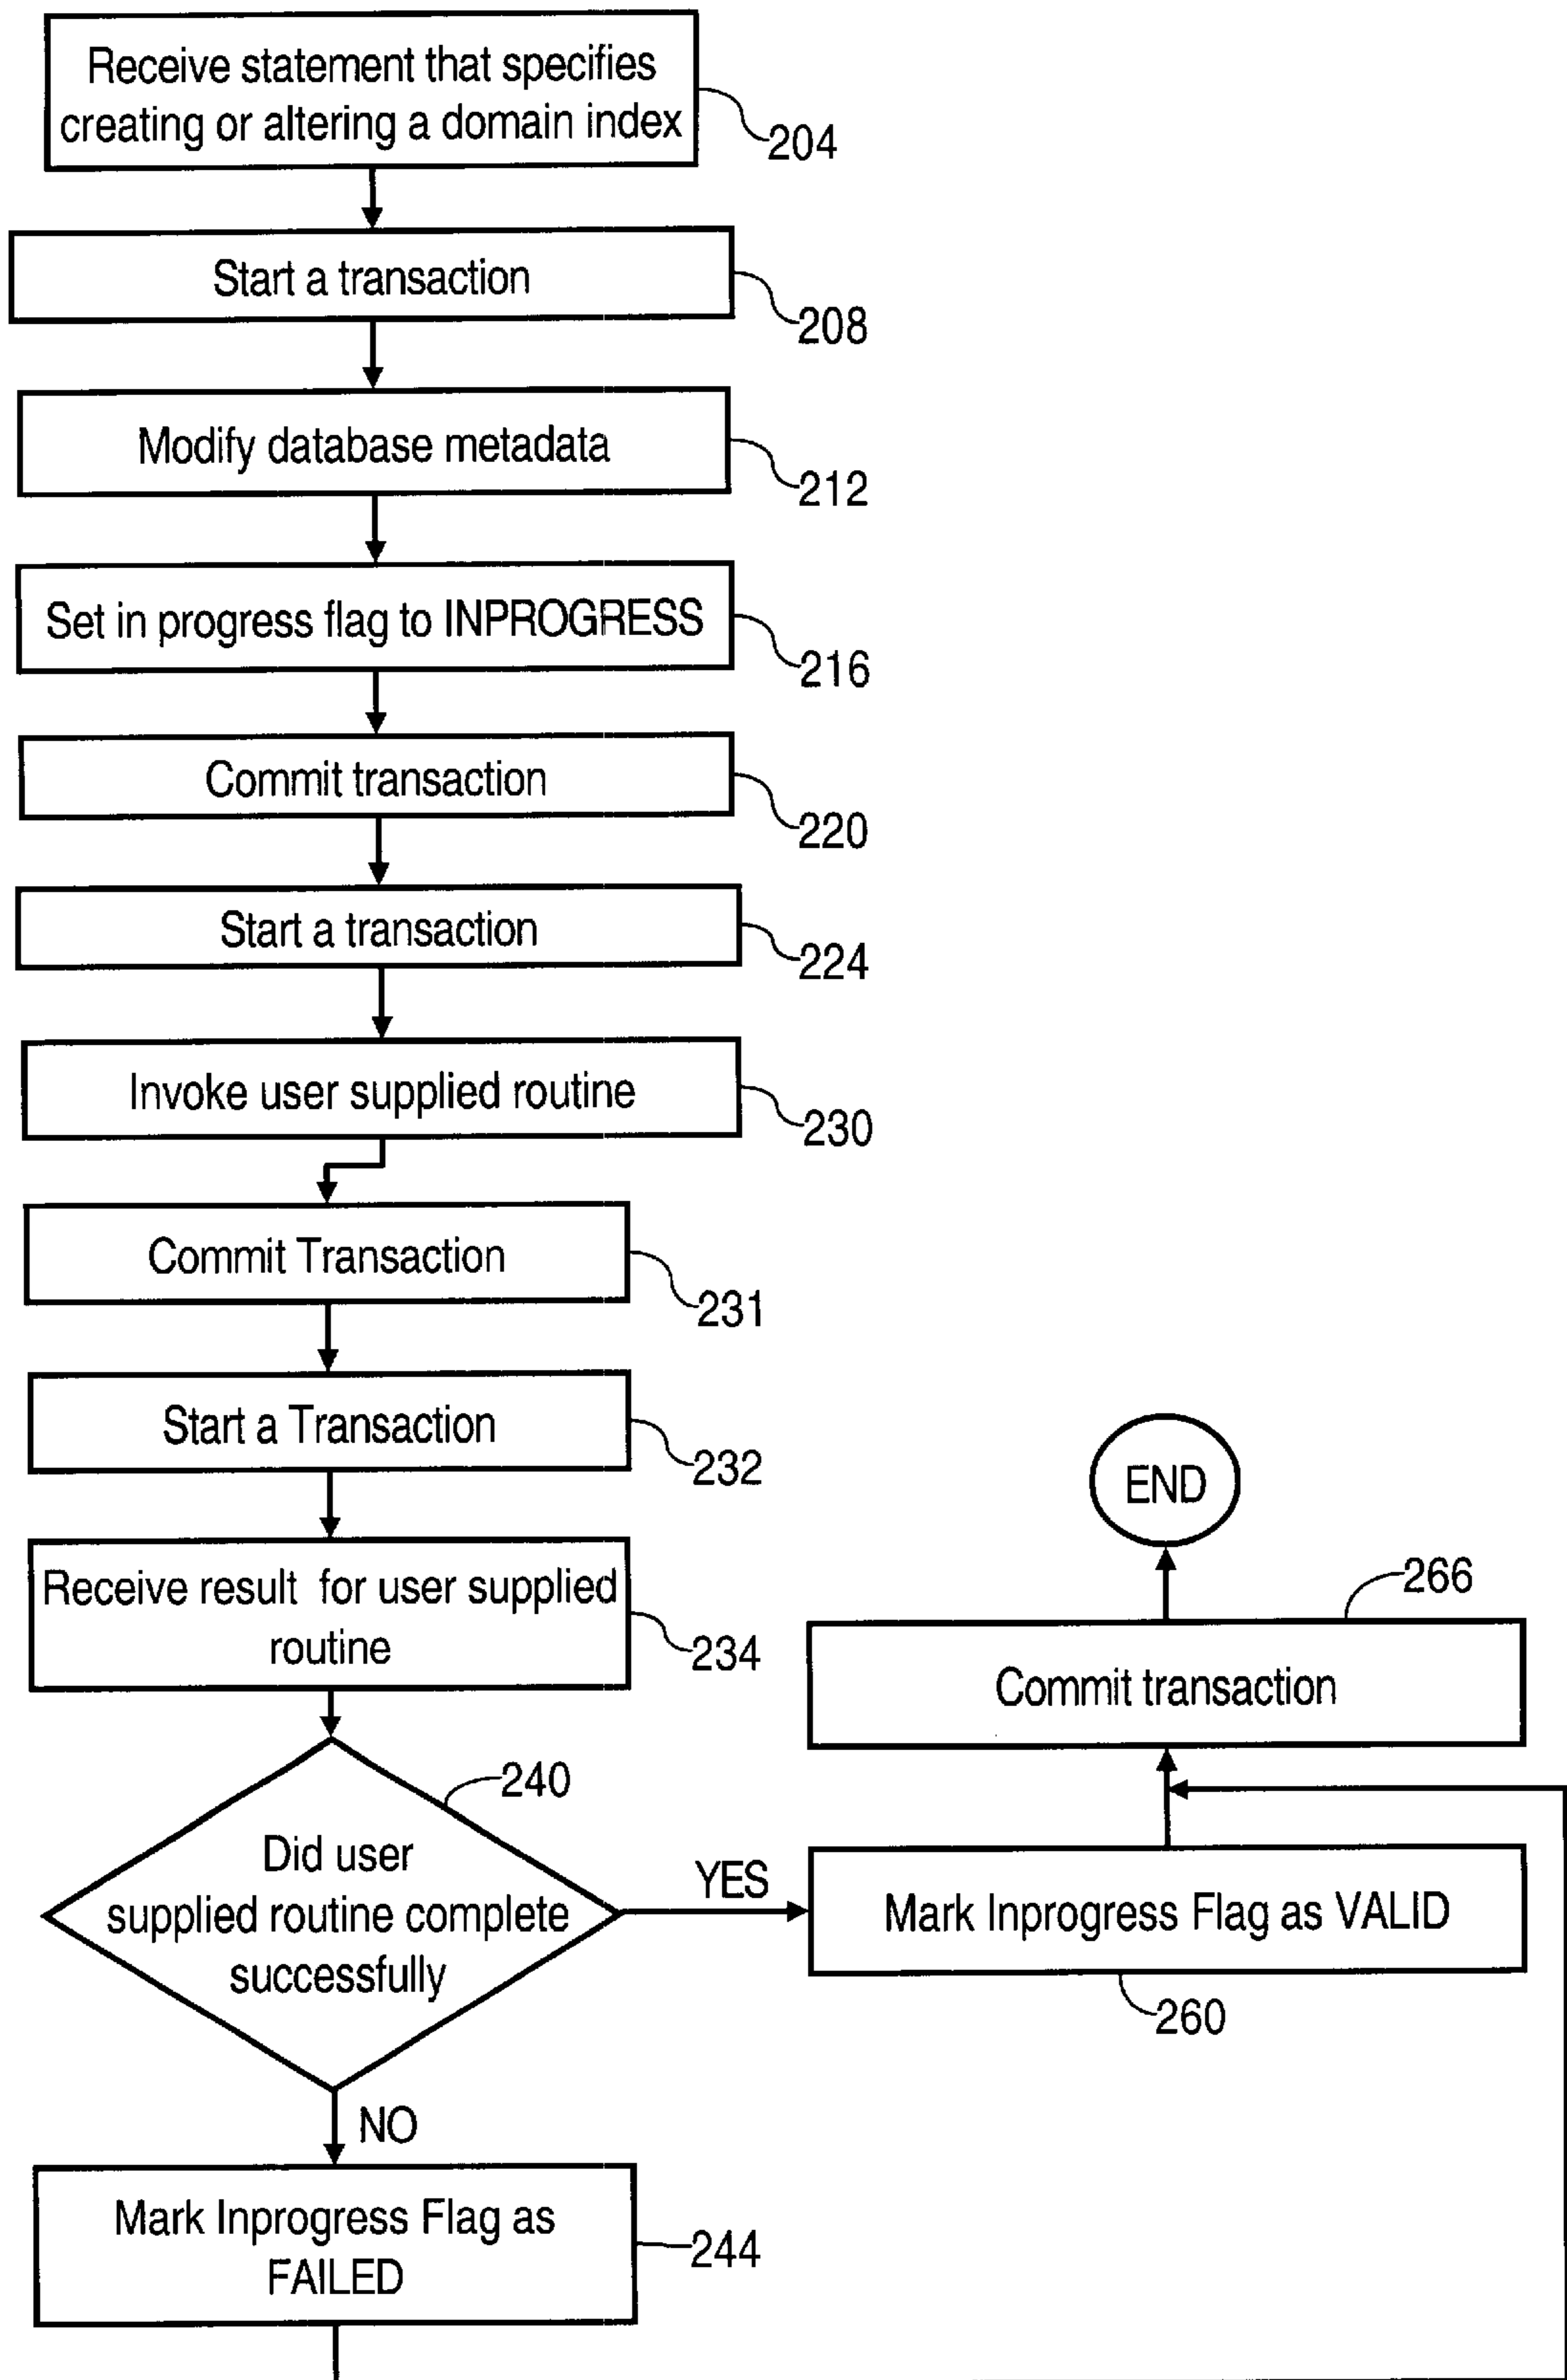 Receive statement that specifies
creating or altering a domain index
204
Start a transaction
208
Modify database metadata
212
Set in progress flag to INPROGRESS
216
Commit transaction
220
Start a transaction
224
Invoke user supplied routine
230
Commit Transaction
231
Start a Transaction
232
Receive result for user supplied
routine
234
Did user
supplied routine complete
successfully
240
YES
NO
Mark Inprogress Flag as
FAILED
244
Mark Inprogress Flag as VALID
260
Commit transaction
266
END